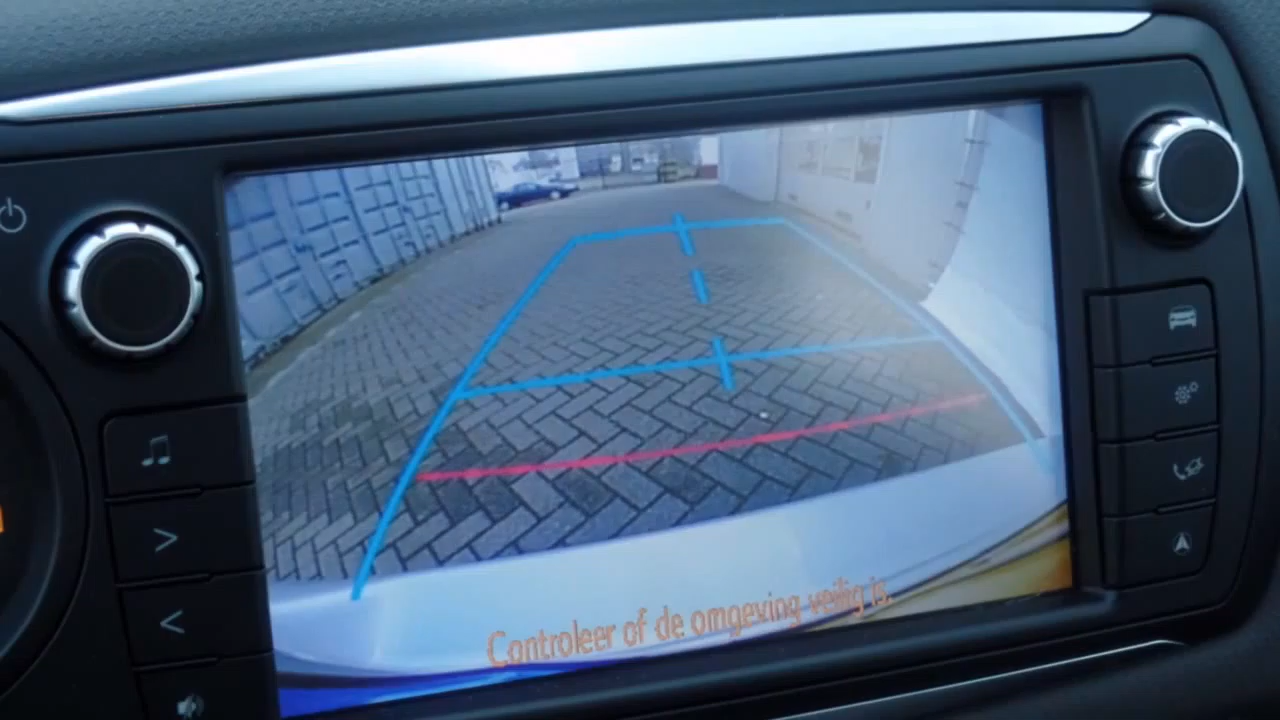 Controleer of de omgeving veilig is.
>
<